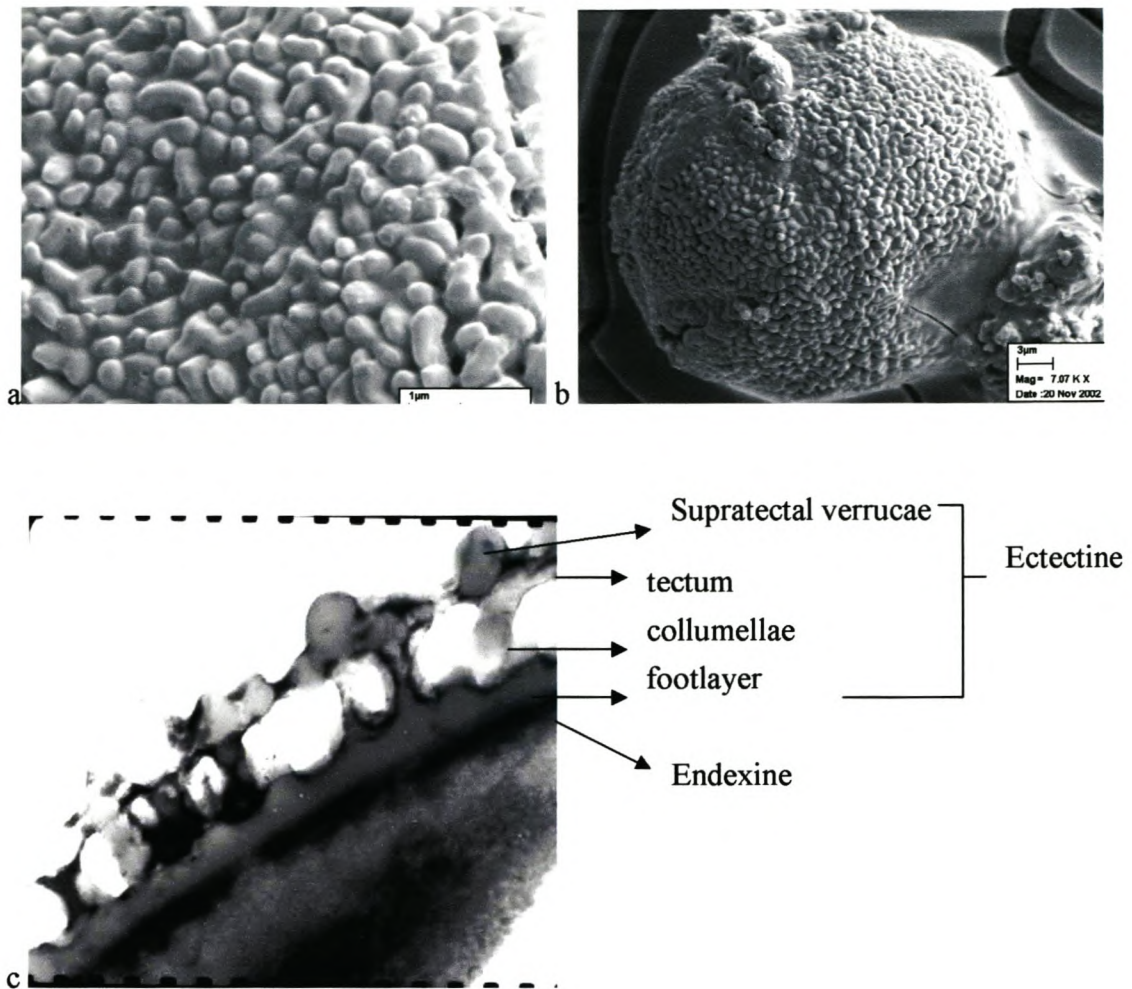 a
1µm
b
3µm
Mag= 7.07 K X
Date :20 Nov 2002
Supratectal verrucae
tectum
Ectectine
collumellae
footlayer
Endexine
c